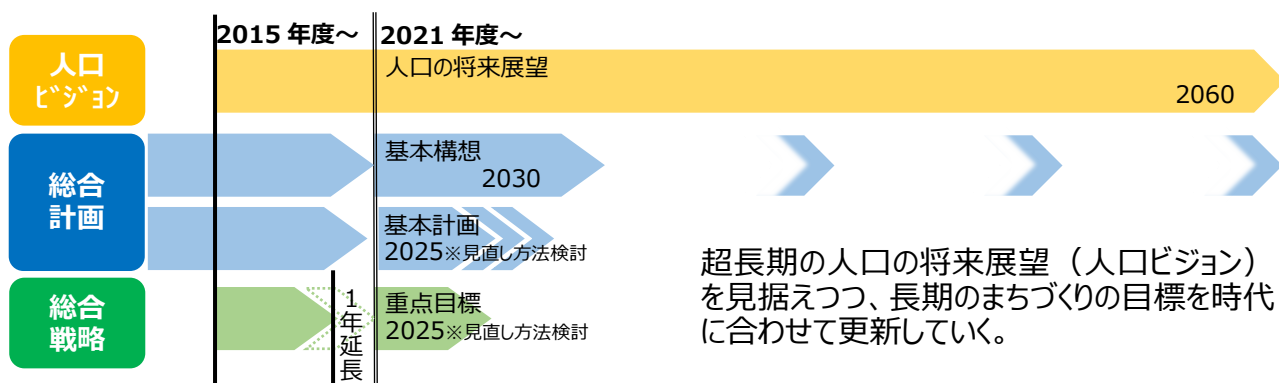 2015 年度~
2021 年度~
人口
ﾋﾞｼﾞｮﾝ
人口の将来展望
2060
総合
計画
基本構想
2030
基本計画
2025※見直し方法検討
総合
戦略
1年延長
重点目標
2025※見直し方法検討
超長期の人口の将来展望(人口ビジョン)
を見据えつつ、長期のまちづくりの目標を時代
に合わせて更新していく。